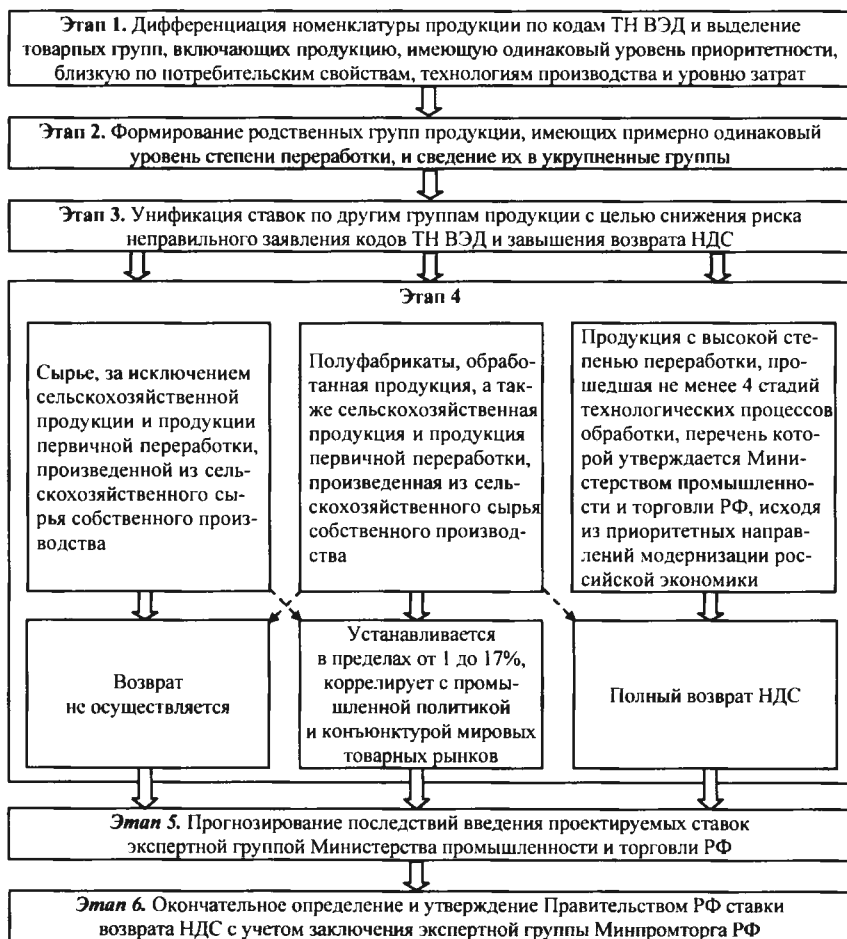 Этап 1. Дифференциация номенклатуры продукции по кодам ТН ВЭД и выделение
товарных групп, включающих продукцию, имеющую одинаковый уровень приоритетности,
близкую по потребительским свойствам, технологиям производства и уровню затрат
Этап 2. Формирование родственных групп продукции, имеющих примерно одинаковый
уровень степени переработки, и сведение их в укрупненные группы
Этап 3. Унификация ставок по другим группам продукции с целью снижения риска
неправильного заявления кодов ТН ВЭД и завышения возврата НДС
Этап 4
Сырье, за исключением
сельскохозяйственной
продукции и продукции
первичной переработки,
произведенной из сель-
скохозяйственного сы-
рья собственного произ-
водства
Полуфабрикаты, обрабо-
танная продукция, а так-
же сельскохозяйственная
продукция и продукция
первичной переработки,
произведенная из сель-
скохозяйственного сырья
собственного производ-
ства
Продукция с высокой сте-
пенью переработки, про-
шедшая не менее 4 стадий
технологических процессов
обработки, перечень кото-
рой утверждается Мини-
стерством промышленно-
сти и торговли РФ, исходя
из приоритетных направ-
лений модернизации рос-
сийской экономики
Возврат
не осуществляется
Устанавливается
в пределах от 1 до 17%,
коррелирует с промы-
шленной политикой
и конъюнктурой мировых
товарных рынков
Полный возврат НДС
Этап 5. Прогнозирование последствий введения проектируемых ставок
экспертной группой Министерства промышленности и торговли РФ
Этап 6. Окончательное определение и утверждение Правительством РФ ставки
возврата НДС с учетом заключения экспертной группы Минпромторга РФ